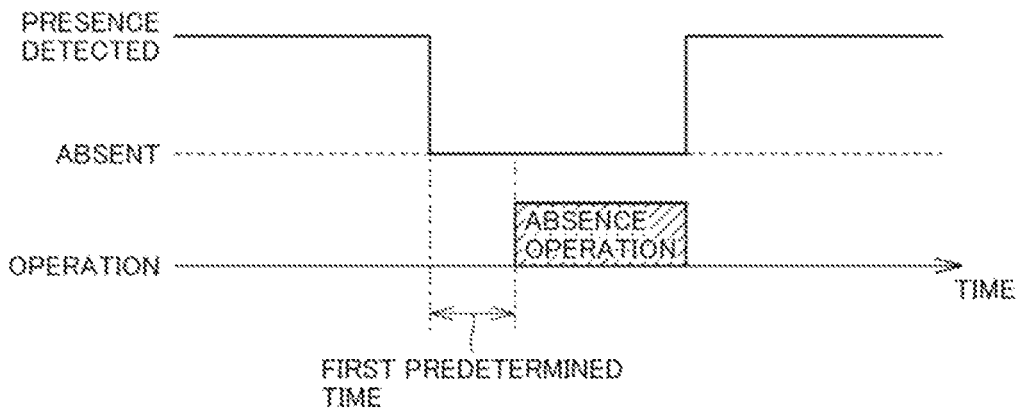 PRESENCE
DETECTED
ABSENT
ABSENCE
OPERATION
OPERATION
TIME
FIRST PREDETERMINED
TIME